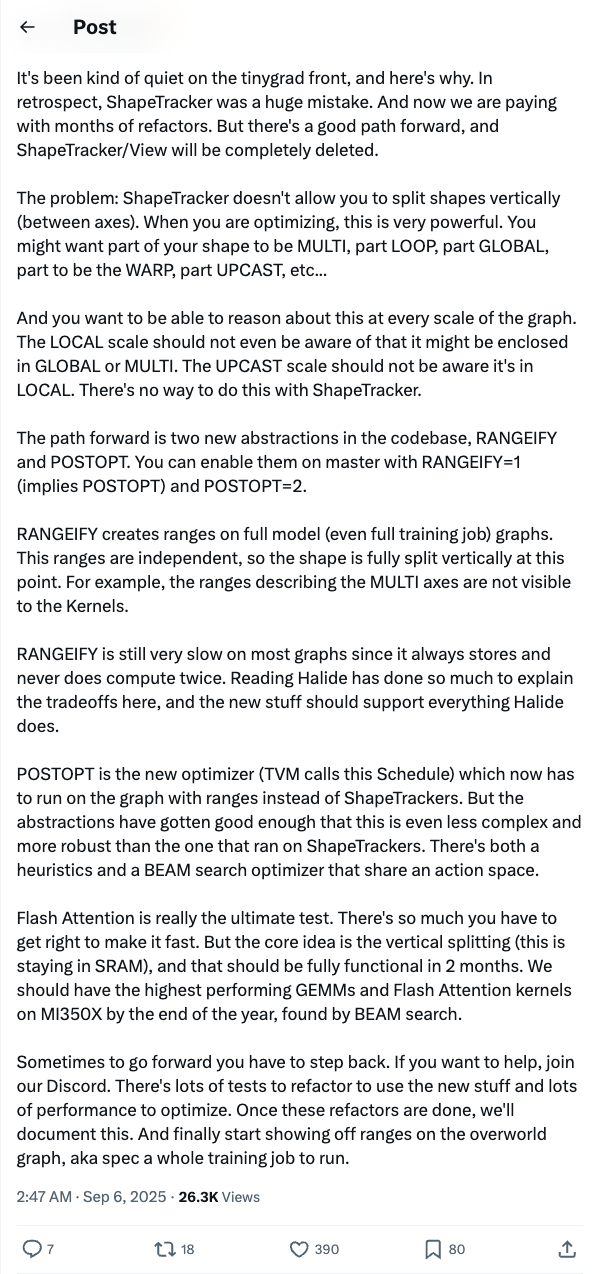 Post
It's been kind of quiet on the tinygrad front, and here's why. In
retrospect, ShapeTracker was a huge mistake. And now we are paying
with months of refactors. But there's a good path forward, and
ShapeTracker/View will be completely deleted.
The problem: ShapeTracker doesn't allow you to split shapes vertically
(between axes). When you are optimizing, this is very powerful. You
might want part of your shape to be MULTI, part LOOP, part GLOBAL,
part to be the WARP, part UPCAST, etc...
And you want to be able to reason about this at every scale of the graph.
The LOCAL scale should not even be aware of that it might be enclosed
in GLOBAL or MULTI. The UPCAST scale should not be aware it's in
LOCAL. There's no way to do this with ShapeTracker.
The path forward is two new abstractions in the codebase, RANGEIFY
and POSTOPT. You can enable them on master with RANGEIFY=1
(implies POSTOPT) and POSTOPT=2.
RANGEIFY creates ranges on full model (even full training job) graphs.
This ranges are independent, so the shape is fully split vertically at this
point. For example, the ranges describing the MULTI axes are not visible
to the Kernels.
RANGEIFY is still very slow on most graphs since it always stores and
never does compute twice. Reading Halide has done so much to explain
the tradeoffs here, and the new stuff should support everything Halide
does.
POSTOPT is the new optimizer (TVM calls this Schedule) which now has
to run on the graph with ranges instead of ShapeTrackers. But the
abstractions have gotten good enough that this is even less complex and
more robust than the one that ran on ShapeTrackers. There's both a
heuristics and a BEAM search optimizer that share an action space.
Flash Attention is really the ultimate test. There's so much you have to
get right to make it fast. But the core idea is the vertical splitting (this is
staying in SRAM), and that should be fully functional in 2 months. We
should have the highest performing GEMMs and Flash Attention kernels
on MI350X by the end of the year, found by BEAM search.
Sometimes to go forward you have to step back. If you want to help, join
our Discord. There's lots of tests to refactor to use the new stuff and lots
of performance to optimize. Once these refactors are done, we'll
document this. And finally start showing off ranges on the overworld
graph, aka spec a whole training job to run.
2:47 AM · Sep 6, 2025 · 26.3K Views
7 18 390 80